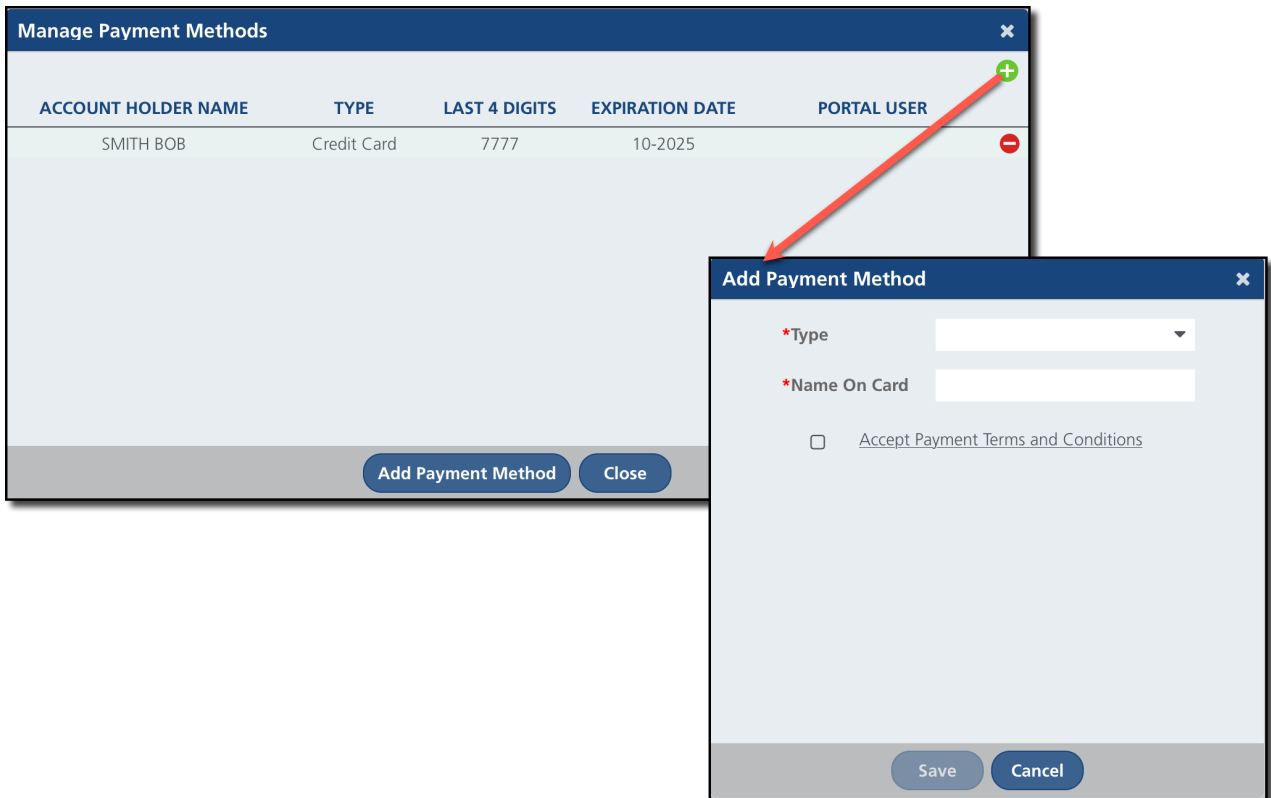 Manage Payment Methods
ACCOUNT HOLDER NAME TYPE LAST 4 DIGITS EXPIRATION DATE PORTAL USER
SMITH BOB Credit Card 7777 10-2025
Add Payment Method Close
Add Payment Method
*Type
*Name On Card
Accept Payment Terms and Conditions
Save Cancel